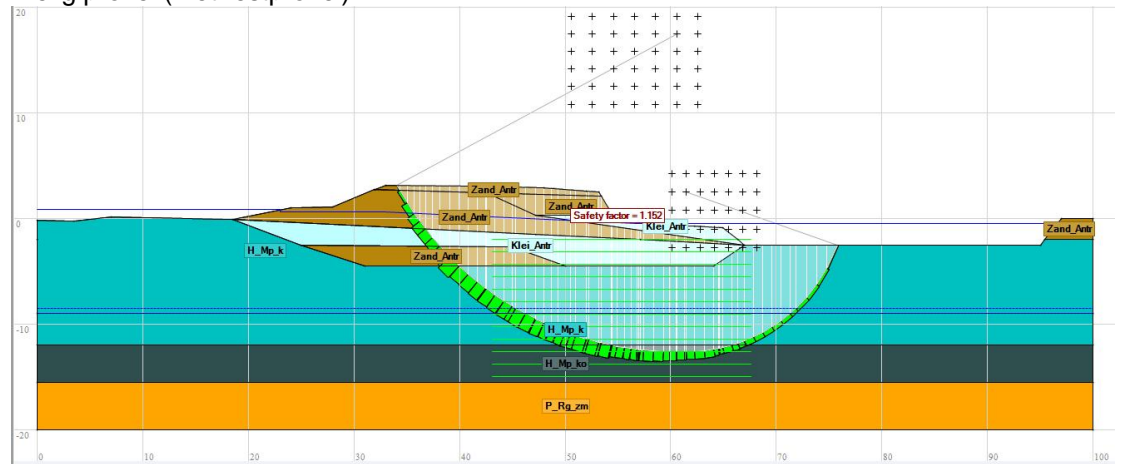 20
10
Zand_Antr
Zand_Antr
Safety factor = 1.152
Zand_Antr
0
Klei_Antr
Zand_Antr
Klei_Antr
H_Mp_k
Zand_Antr
-10
H_Mp_k
H_Mp_ko
P_Rg_zm
-20
0 10 20 30 40 50 60 70 80 90 100